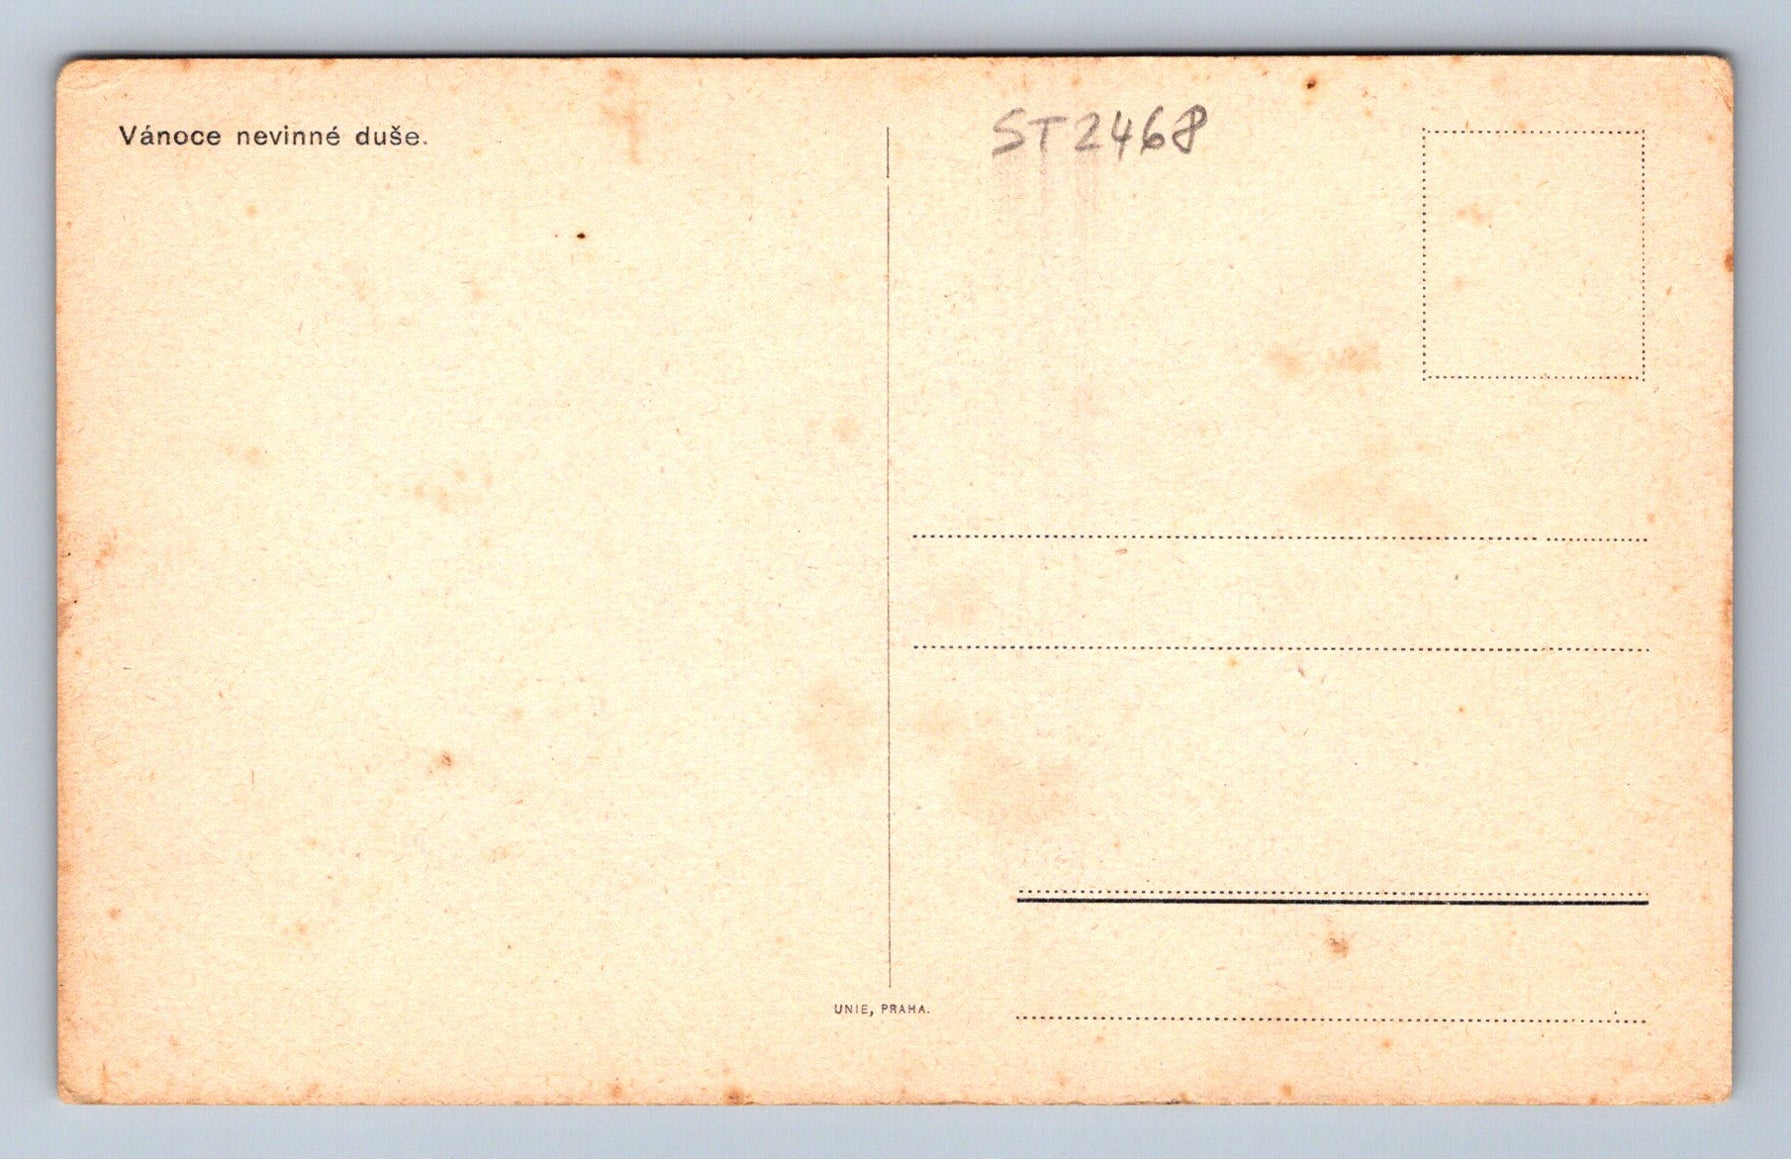 Vánoce nevinné duše.
ST2468
UNIE, PRAHA.